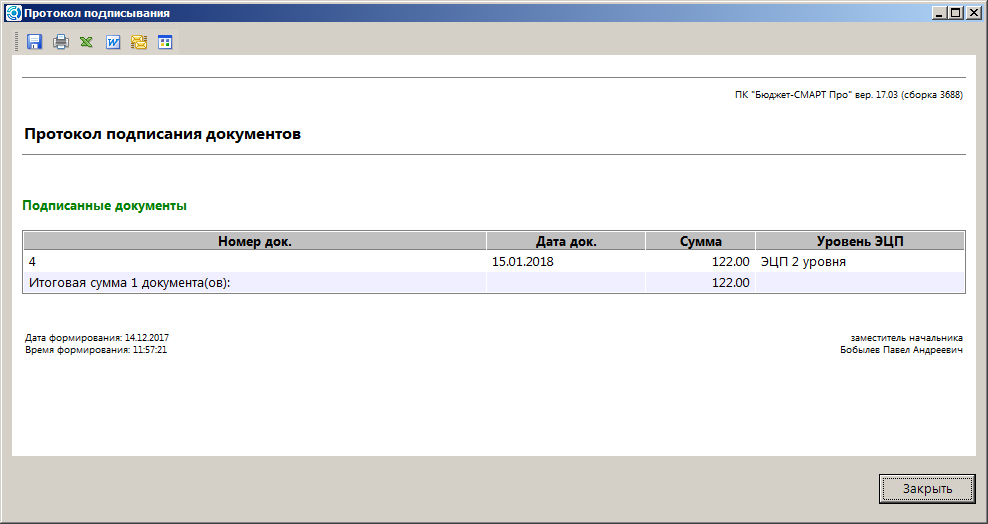 Протокол подписывания
ПК "Бюджет-СМАРТ Про" вер. 17.03 (сборка 3688)
Протокол подписания документов
Подписанные документы
Номер док. Дата док. Сумма Уровень ЭЦП
4 15.01.2018 122.00 ЭЦП 2 уровня
Итоговая сумма 1 документа(ов): 122.00
Дата формирования: 14.12.2017 заместитель начальника
Время формирования: 11:57:21 Бобылев Павел Андреевич
Закрыть